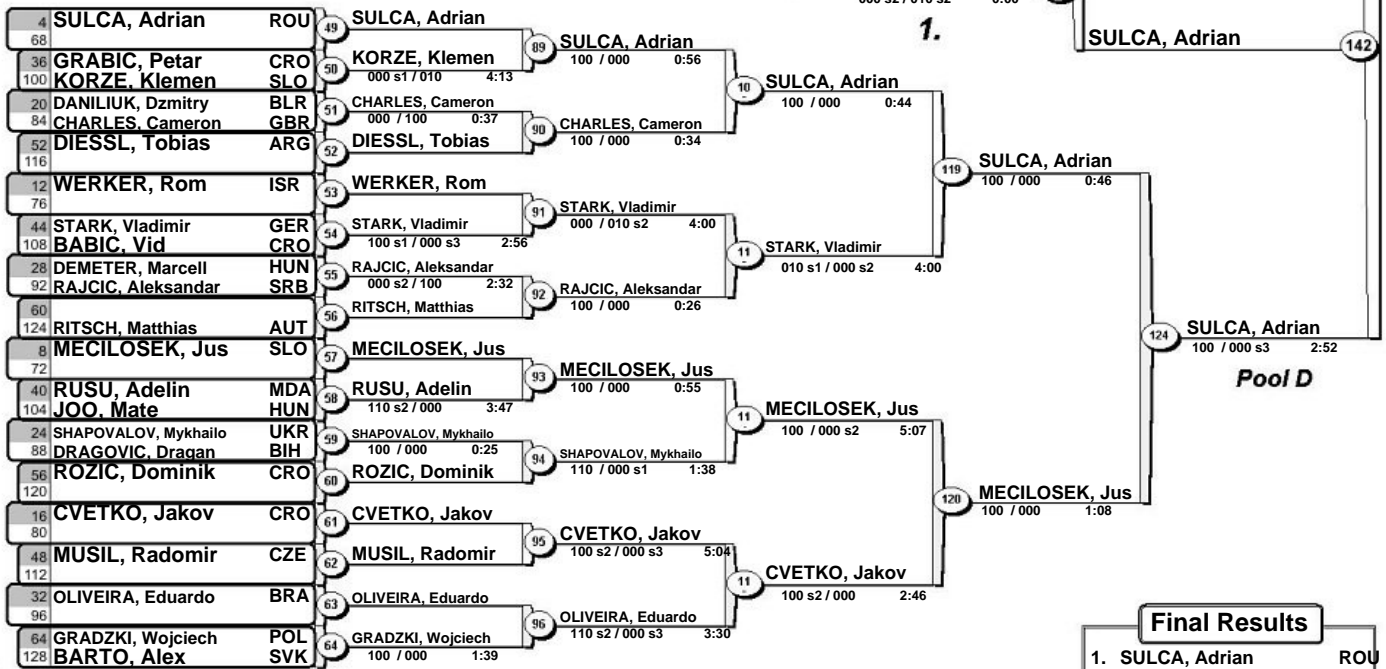 4 SULCA, Adrian ROU
68
36 GRABIC, Petar CRO
100 KORZE, Klemen SLO
20 DANILIUK, Dzmitry BLR
84 CHARLES, Cameron GBR
52 DIESSL, Tobias ARG
116
12 WERKER, Rom ISR
76
44 STARK, Vladimir GER
108 BABIC, Vid CRO
28 DEMETER, Marcell HUN
92 RAJCIC, Aleksandar SRB
60
124 RITSCH, Matthias AUT
8 MECILOSEK, Jus SLO
72
40 RUSU, Adelin MDA
104 JOO, Mate HUN
24 SHAPOVALOV, Mykhailo UKR
88 DRAGOVIC, Dragan BIH
56 ROZIC, Dominik CRO
120
16 CVETKO, Jakov CRO
80
48 MUSIL, Radomir CZE
112
32 OLIVEIRA, Eduardo BRA
96
64 GRADZKI, Wojciech POL
128 BARTO, Alex SVK
49 SULCA, Adrian
50 KORZE, Klemen
000 s1 / 010 4:13
51 CHARLES, Cameron
000 / 100 0:37
52 DIESSL, Tobias
53 WERKER, Rom
54 STARK, Vladimir
100 s1 / 000 s3 2:56
55 RAJCIC, Aleksandar
000 s2 / 100 2:32
56 RITSCH, Matthias
57 MECILOSEK, Jus
58 RUSU, Adelin
110 s2 / 000 3:47
59 SHAPOVALOV, Mykhailo
100 / 000 0:25
60 ROZIC, Dominik
61 CVETKO, Jakov
62 MUSIL, Radomir
63 OLIVEIRA, Eduardo
64 GRADZKI, Wojciech
100 / 000 1:39
89 SULCA, Adrian
100 / 000 0:56
90 CHARLES, Cameron
100 / 000 0:34
91 STARK, Vladimir
000 / 010 s2 4:00
92 RAJCIC, Aleksandar
100 / 000 0:26
93 MECILOSEK, Jus
100 / 000 0:55
94 SHAPOVALOV, Mykhailo
110 / 000 s1 1:38
95 CVETKO, Jakov
100 s2 / 000 s3 5:04
96 OLIVEIRA, Eduardo
110 s2 / 000 s3 3:30
10 SULCA, Adrian
100 / 000 0:44
11 STARK, Vladimir
010 s1 / 000 s2 4:00
11 MECILOSEK, Jus
100 / 000 s2 5:07
11 CVETKO, Jakov
100 s2 / 000 2:46
119 SULCA, Adrian
100 / 000 0:46
120 MECILOSEK, Jus
100 / 000 1:08
124 SULCA, Adrian
100 / 000 s3 2:52
Pool D
1.
SULCA, Adrian
142
Final Results
1. SULCA, Adrian ROU